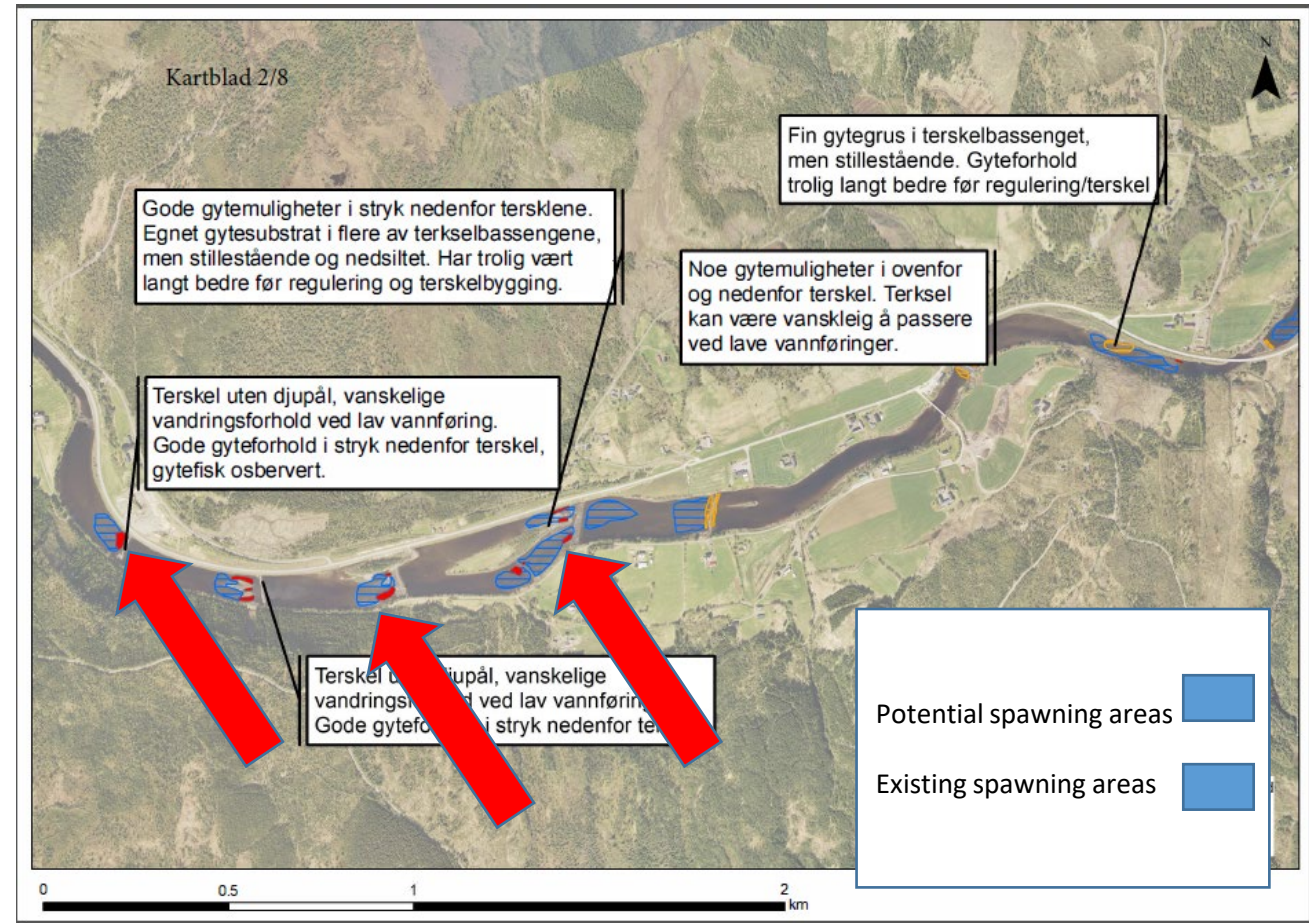 Kartblad 2/8
N
Fin gytegrus i terskelbassenget,
men stillestående. Gyteforhold
trolig langt bedre før regulering/terskel
Gode gytemuligheter i stryk nedenfor tersklene.
Egnet gytesubstrat i flere av terkselbassengene,
men stillestående og nedsiltet. Har trolig vært
langt bedre før regulering og terskelbygging.
Noe gytemuligheter i ovenfor
og nedenfor terskel. Terksel
kan være vanskleig å passere
ved lave vannføringer.
Terskel uten djupål, vanskelige
vandringsforhold ved lav vannføring.
Gode gyteforhold i stryk nedenfor terskel,
gytefisk osbervert.
Terskel djupål, vanskelige
ved lav
Gode i stryk nedenfor
Potential spawning areas
Existing spawning areas
0 0.5 1 2
km